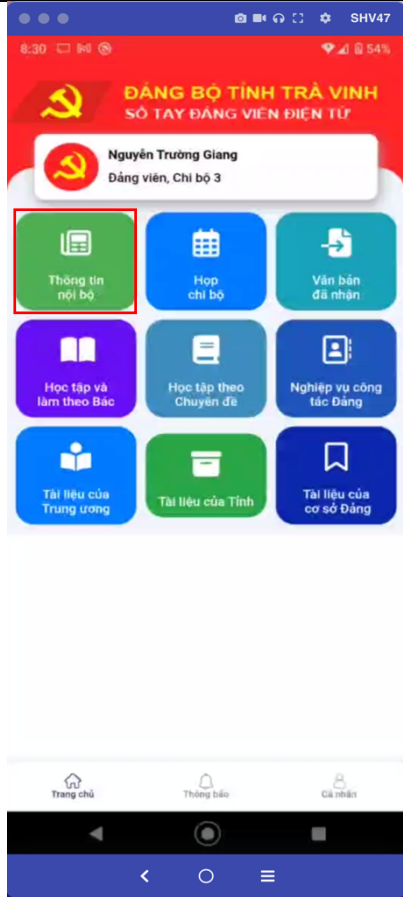 SHV47
8:30
54%
ĐẢNG BỘ TỈNH TRÀ VINH
SỔ TAY ĐẢNG VIÊN ĐIỆN TỬ
Nguyễn Trường Giang
Đảng viên, Chi bộ 3
Thông tin
nội bộ
Họp
chi bộ
Văn bản
đã nhận
Học tập và
làm theo Bác
Học tập theo
Chuyên đề
Nghiệp vụ công
tác Đảng
Tài liệu của
Trung ương
Tài liệu của Tỉnh
Tài liệu của
cơ sở Đảng
Trang chủ
Thông báo
Cá nhân